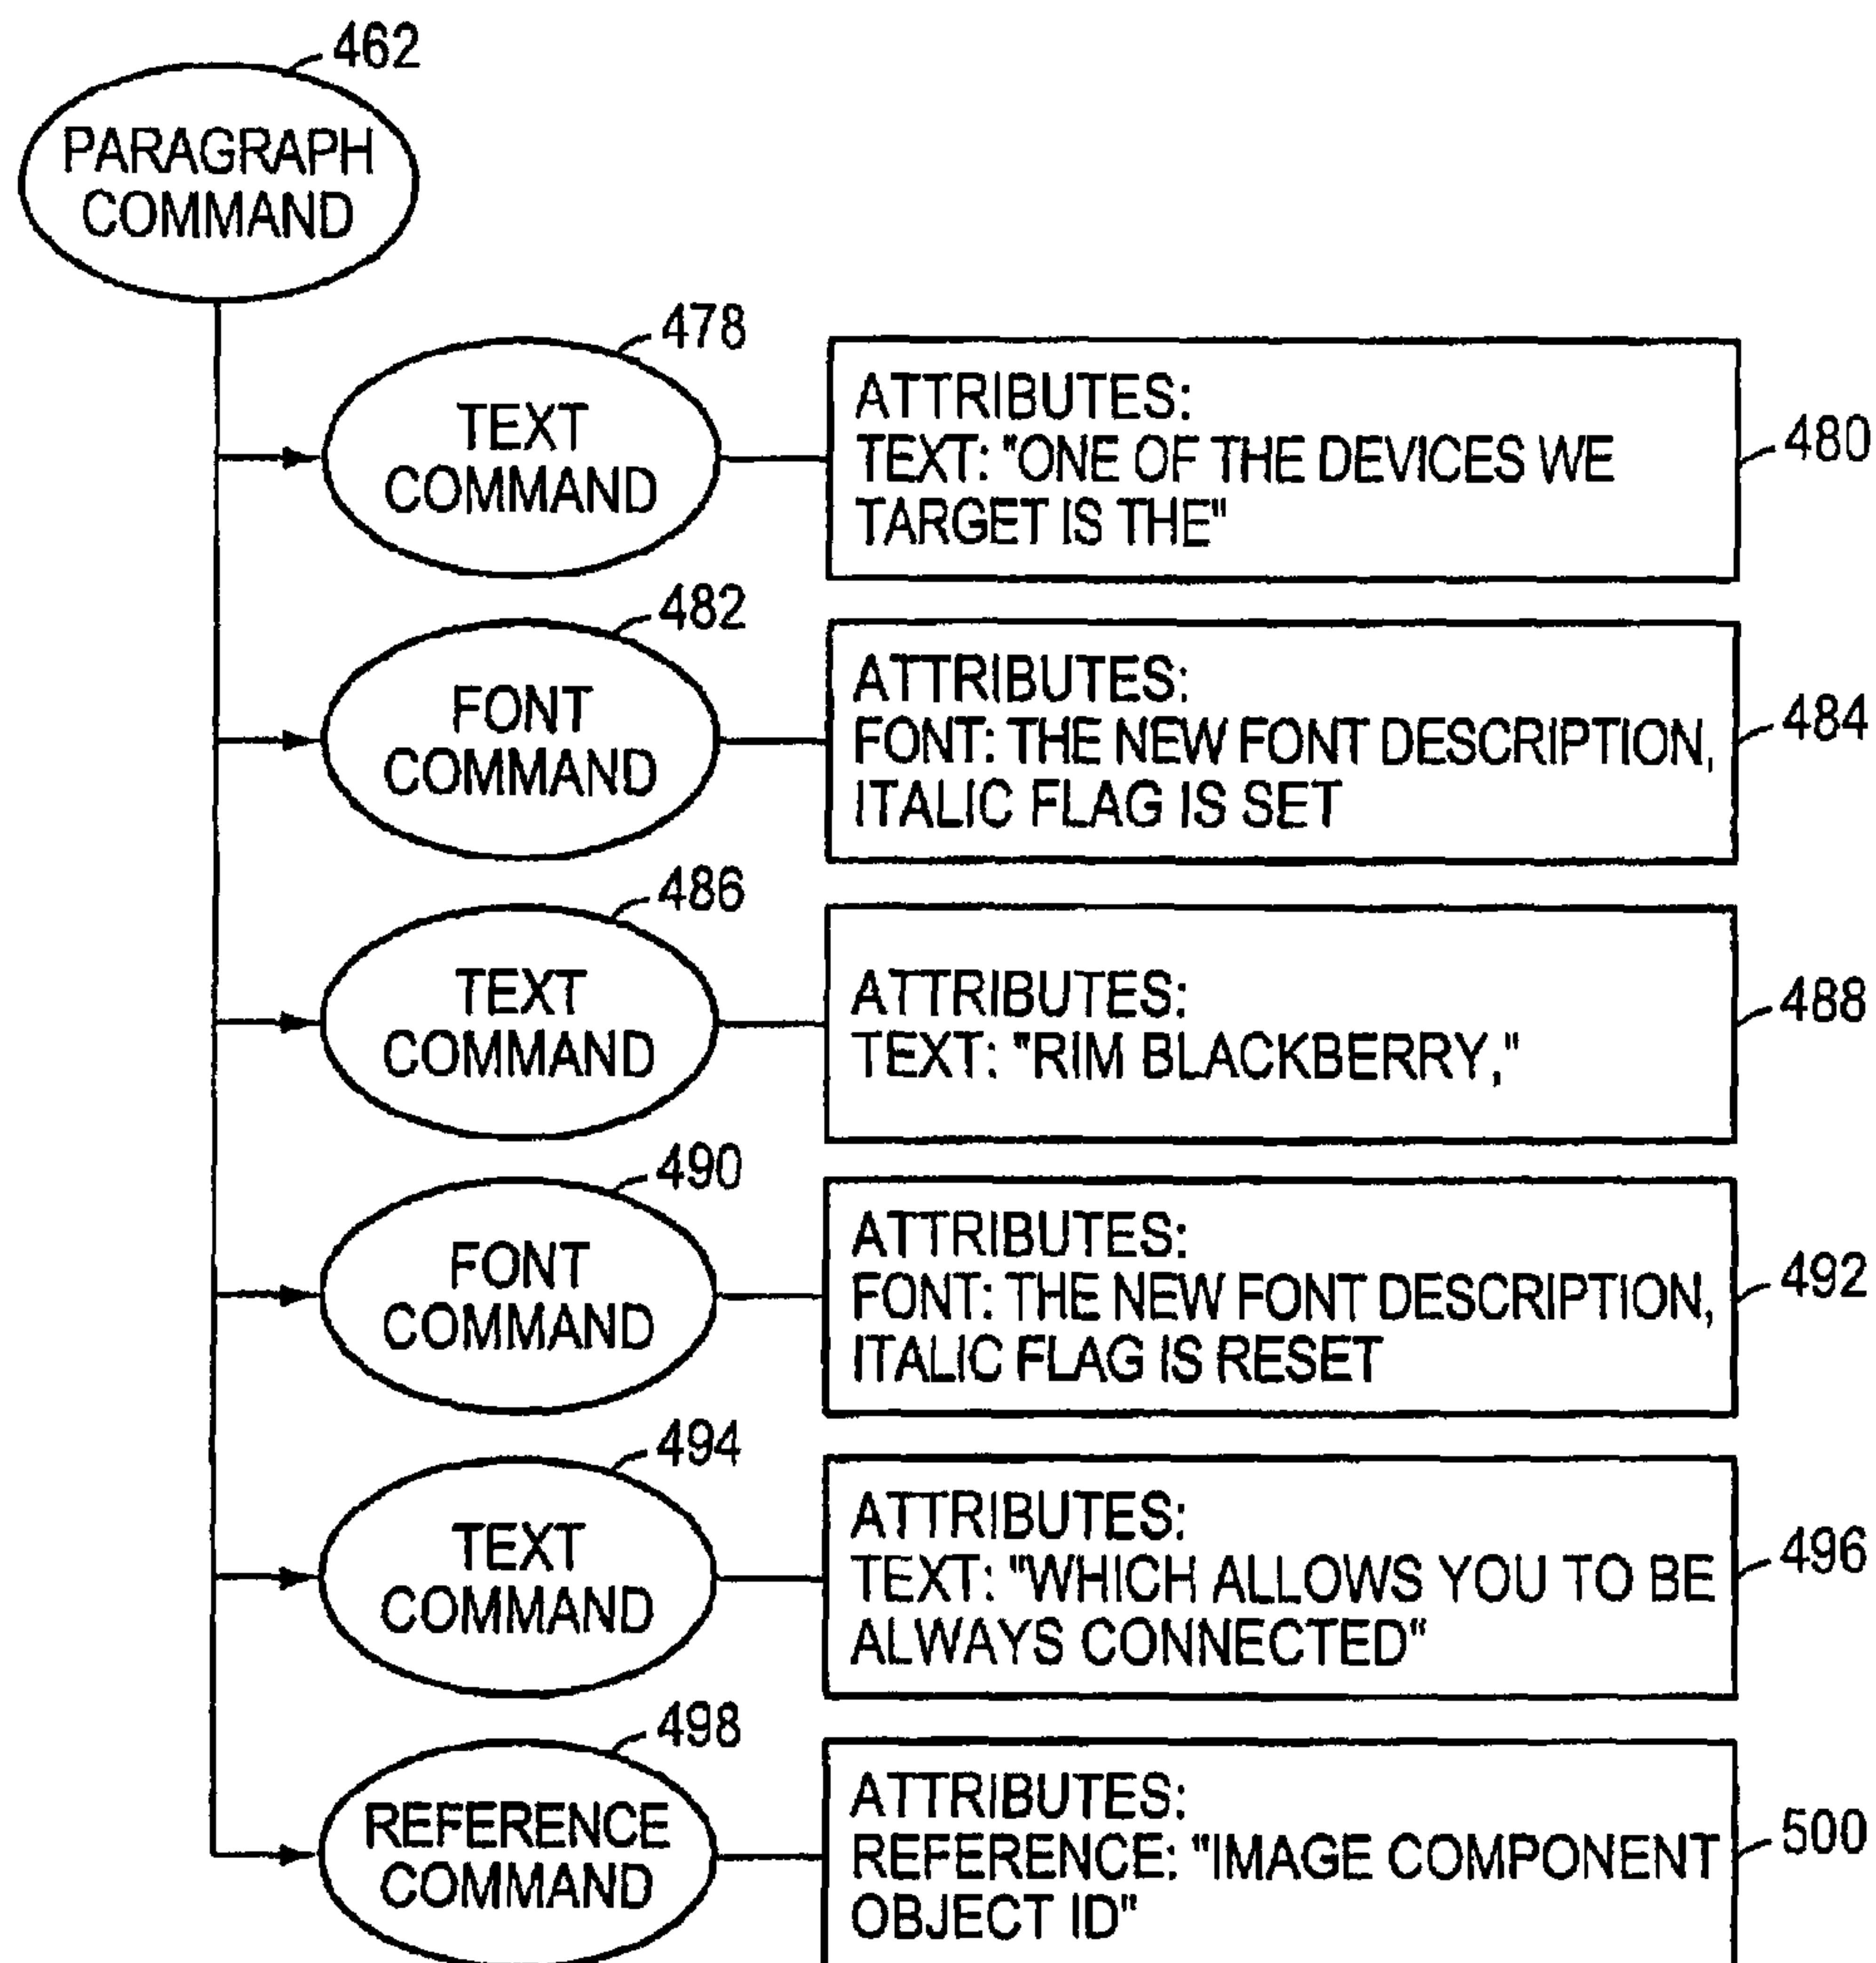 462
PARAGRAPH
COMMAND
478
TEXT
COMMAND
ATTRIBUTES:
TEXT: "ONE OF THE DEVICES WE
TARGET IS THE"
480
482
FONT
COMMAND
ATTRIBUTES:
FONT: THE NEW FONT DESCRIPTION,
ITALIC FLAG IS SET
484
486
TEXT
COMMAND
ATTRIBUTES:
TEXT: "RIM BLACKBERRY,"
488
490
FONT
COMMAND
ATTRIBUTES:
FONT: THE NEW FONT DESCRIPTION,
ITALIC FLAG IS RESET
492
494
TEXT
COMMAND
ATTRIBUTES:
TEXT: "WHICH ALLOWS YOU TO BE
ALWAYS CONNECTED"
496
498
REFERENCE
COMMAND
ATTRIBUTES:
REFERENCE: "IMAGE COMPONENT
OBJECT ID"
500